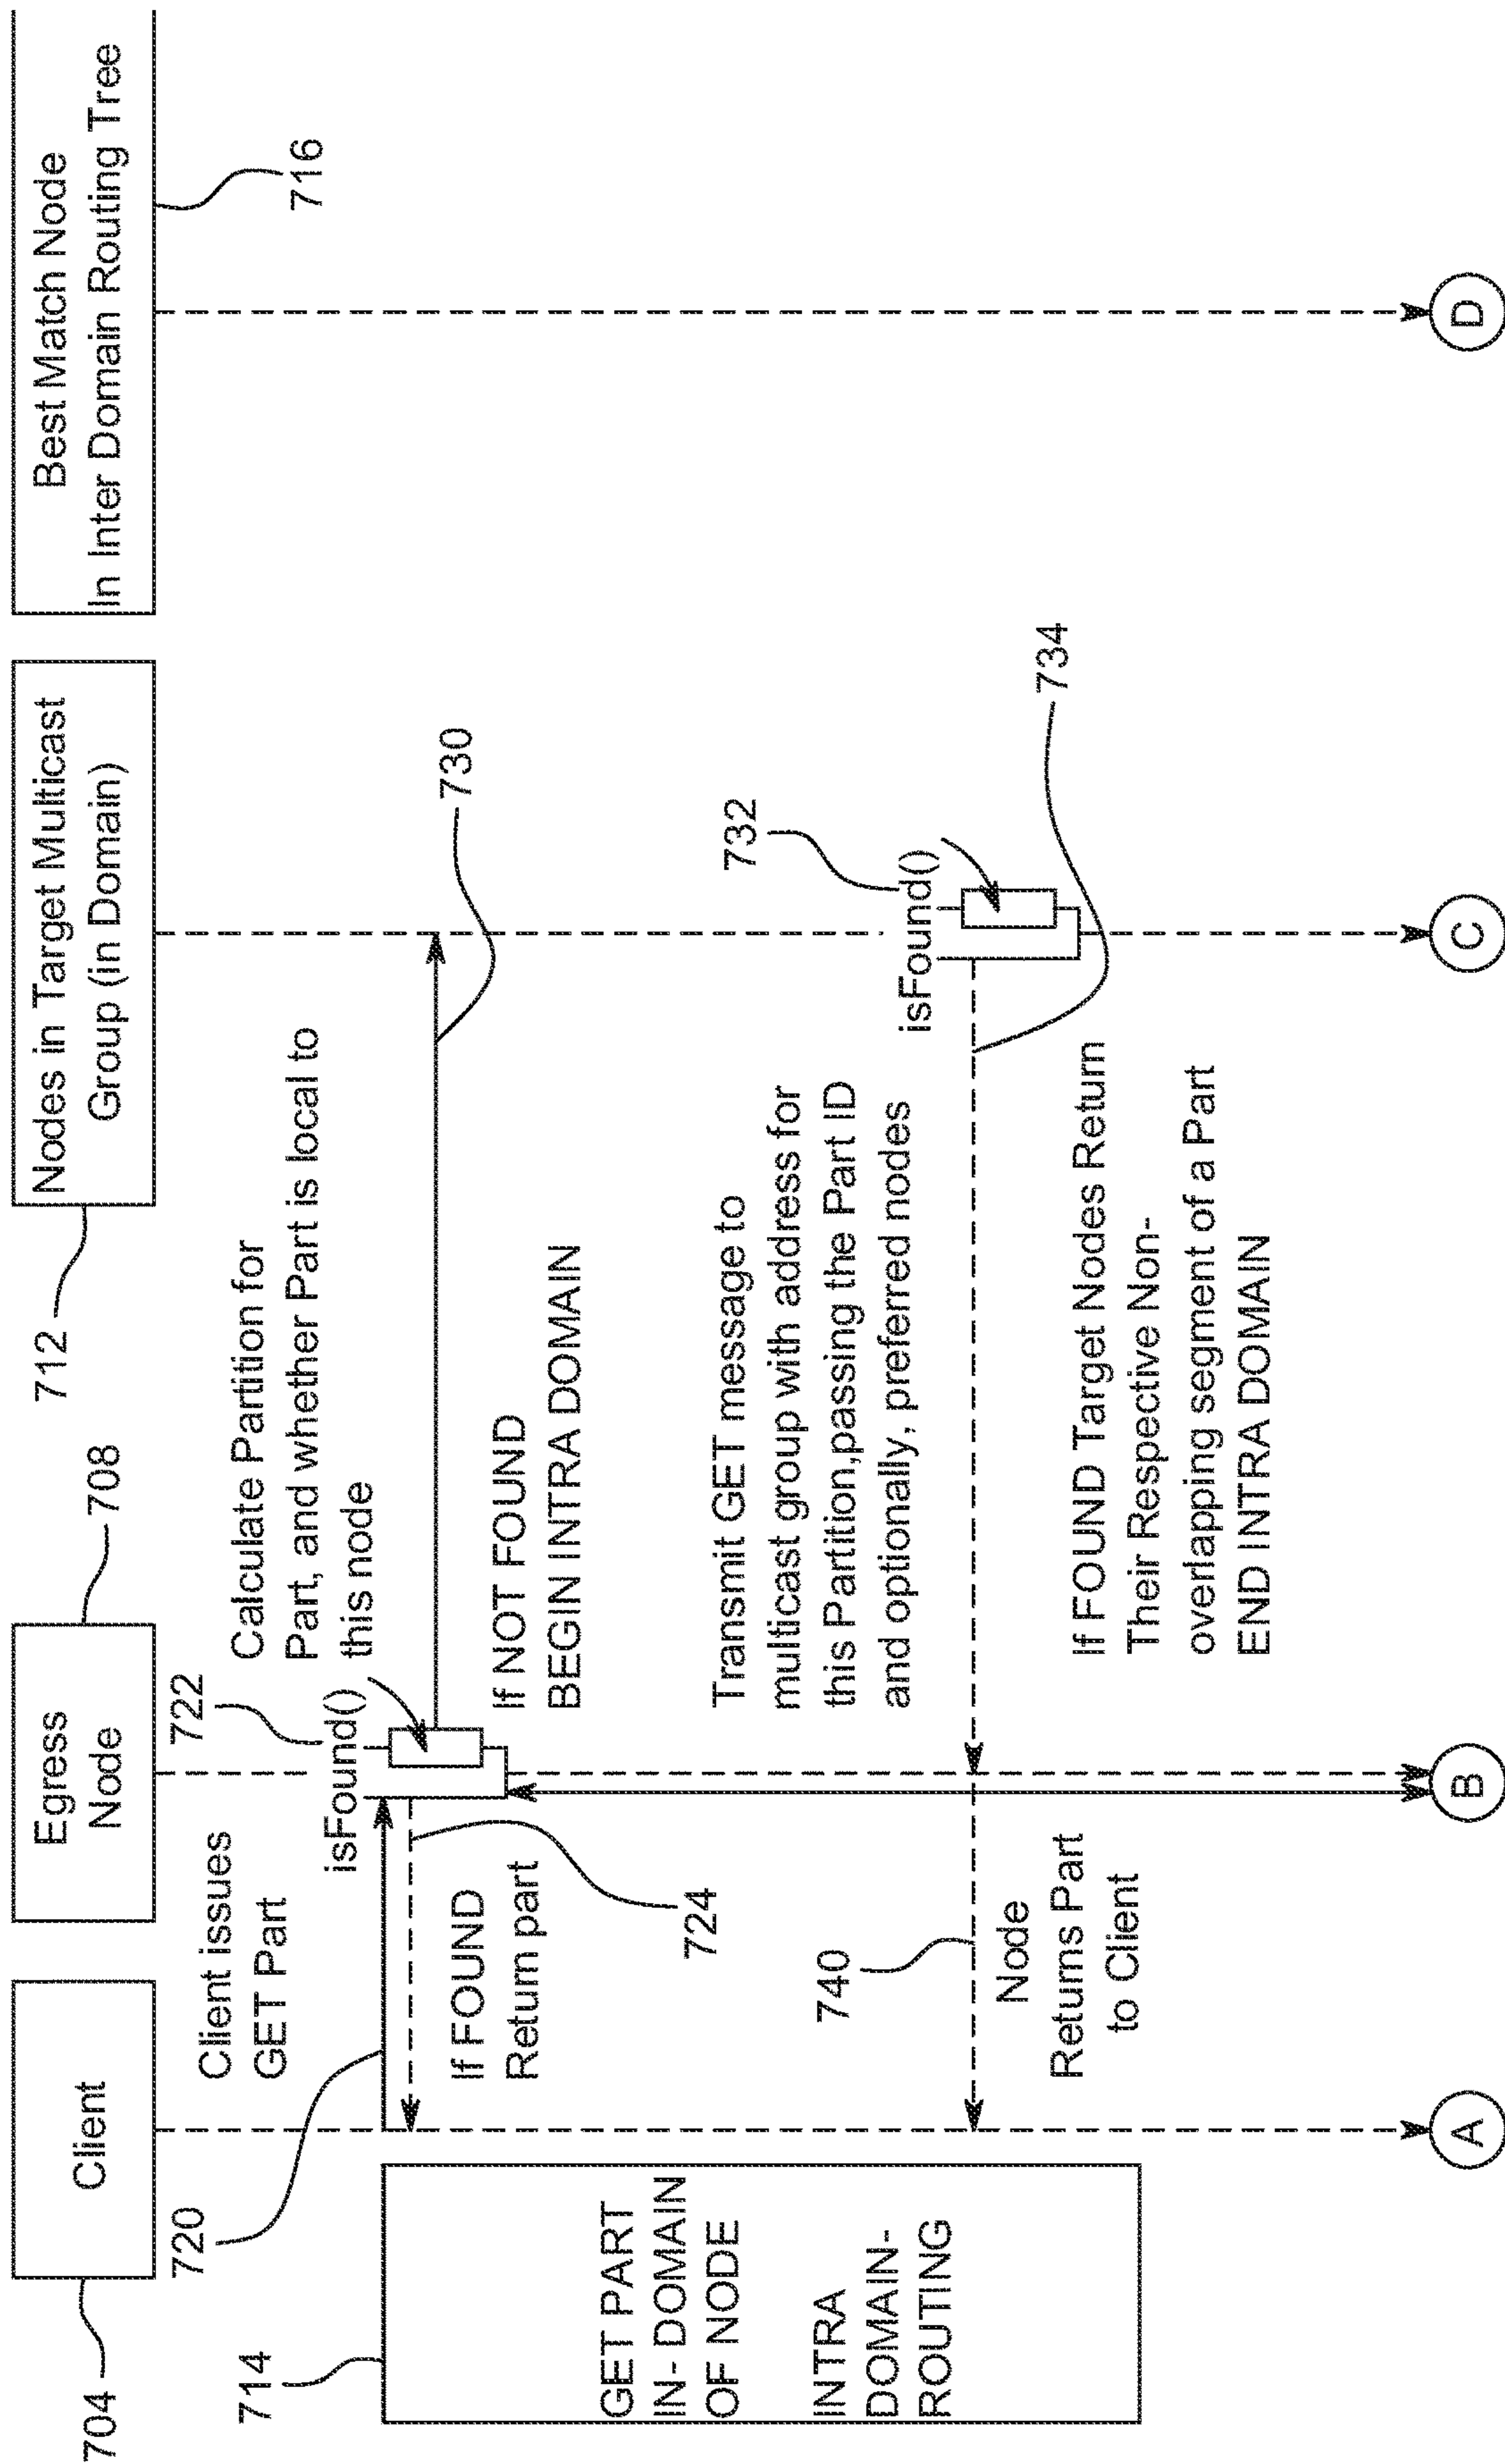 704
Client
Egress
Node
708
712
Nodes in Target Multicast
Group (in Domain)
Best Match Node
In Inter Domain Routing Tree
716
720
Client issues
GET Part
722
isFound()
Calculate Partition for
Part, and whether Part is local to
this node
730
714
GET PART
IN- DOMAIN
OF NODE
INTRA
DOMAIN-
ROUTING
If FOUND
Return part
724
If NOT FOUND
BEGIN INTRA DOMAIN
Transmit GET message to
multicast group with address for
this Partition,passing the Part ID
and optionally, preferred nodes
732
isFound()
734
740
Node
Returns Part
to Client
If FOUND Target Nodes Return
Their Respective Non-
overlapping segment of a Part
END INTRA DOMAIN
A
B
C
D